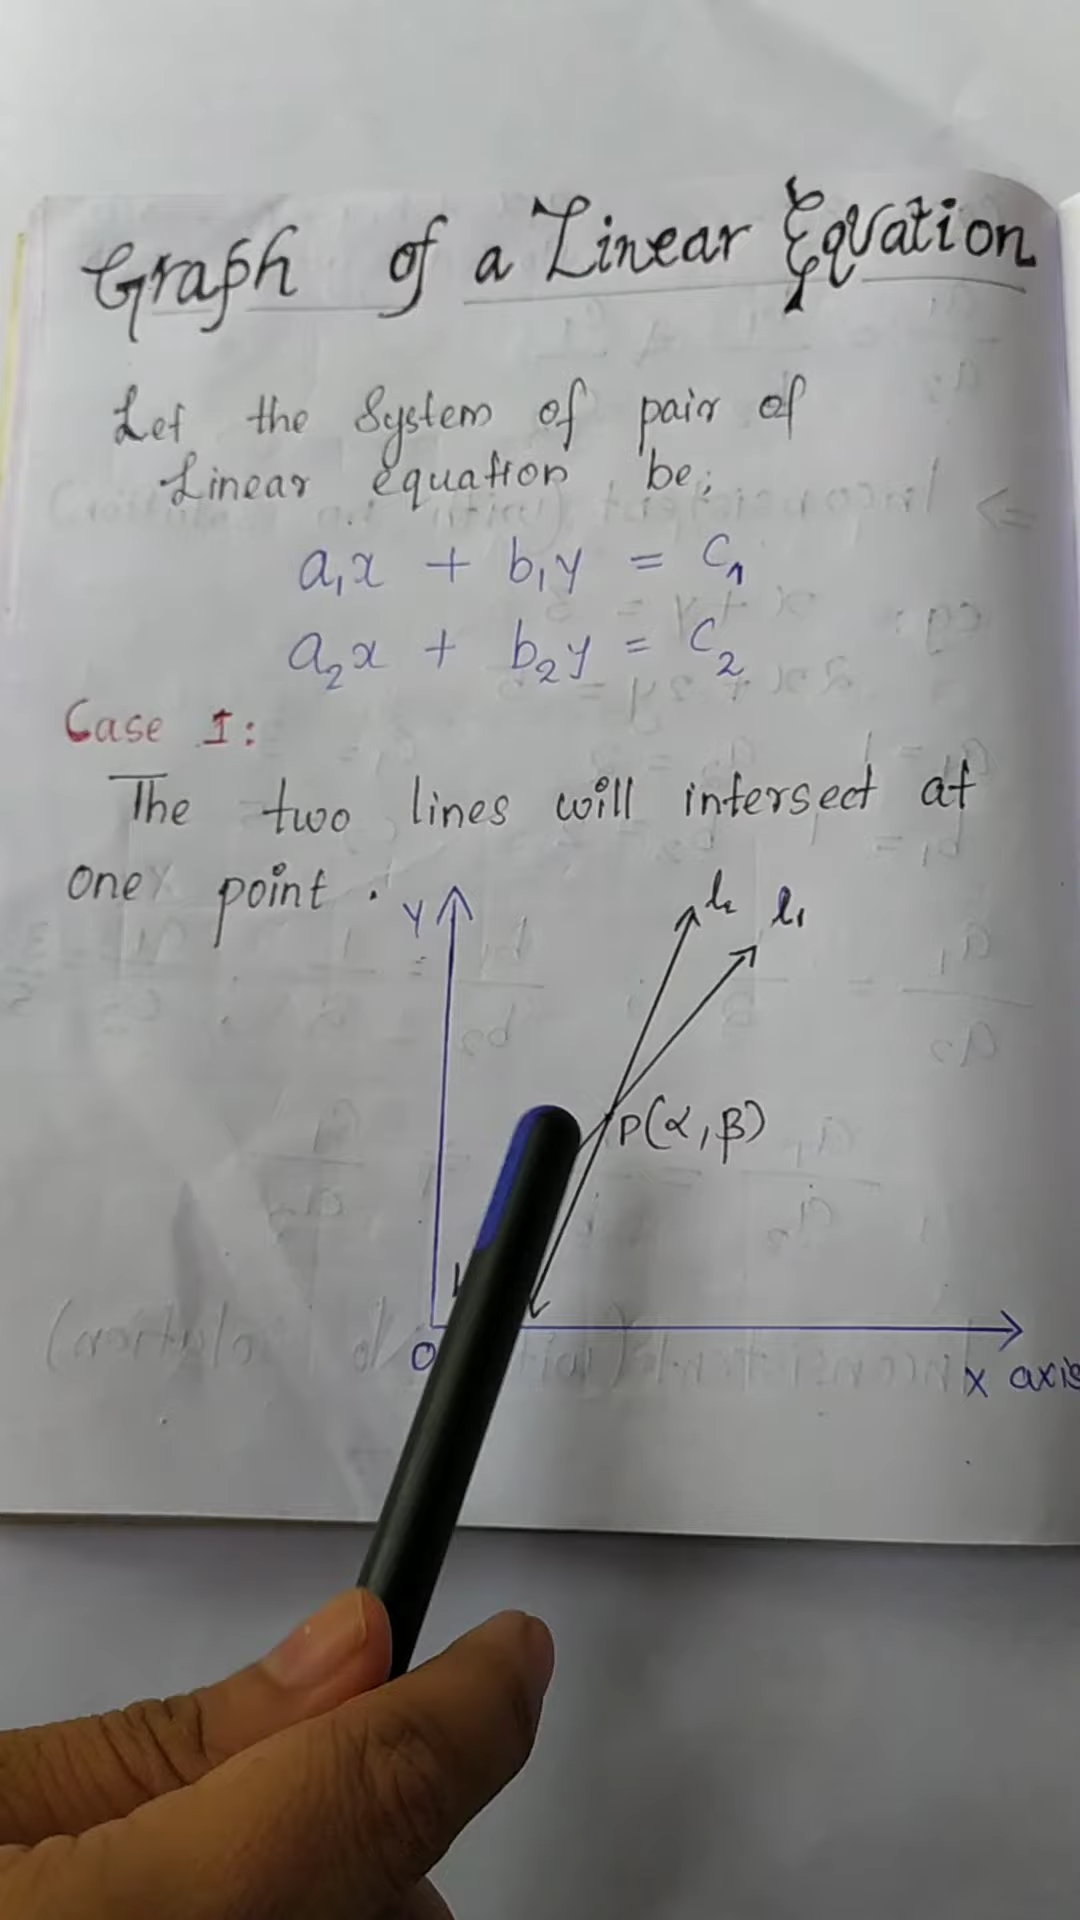 Graph of a Linear Equation
Let the System of pair of
Linear equation be;
a₁x + b₁y = C₁
a₂x + b₂y = C₂
Case I:
The two lines will intersect at
one point.
Y
l₂ l₁
P(α, β)
O
X axis